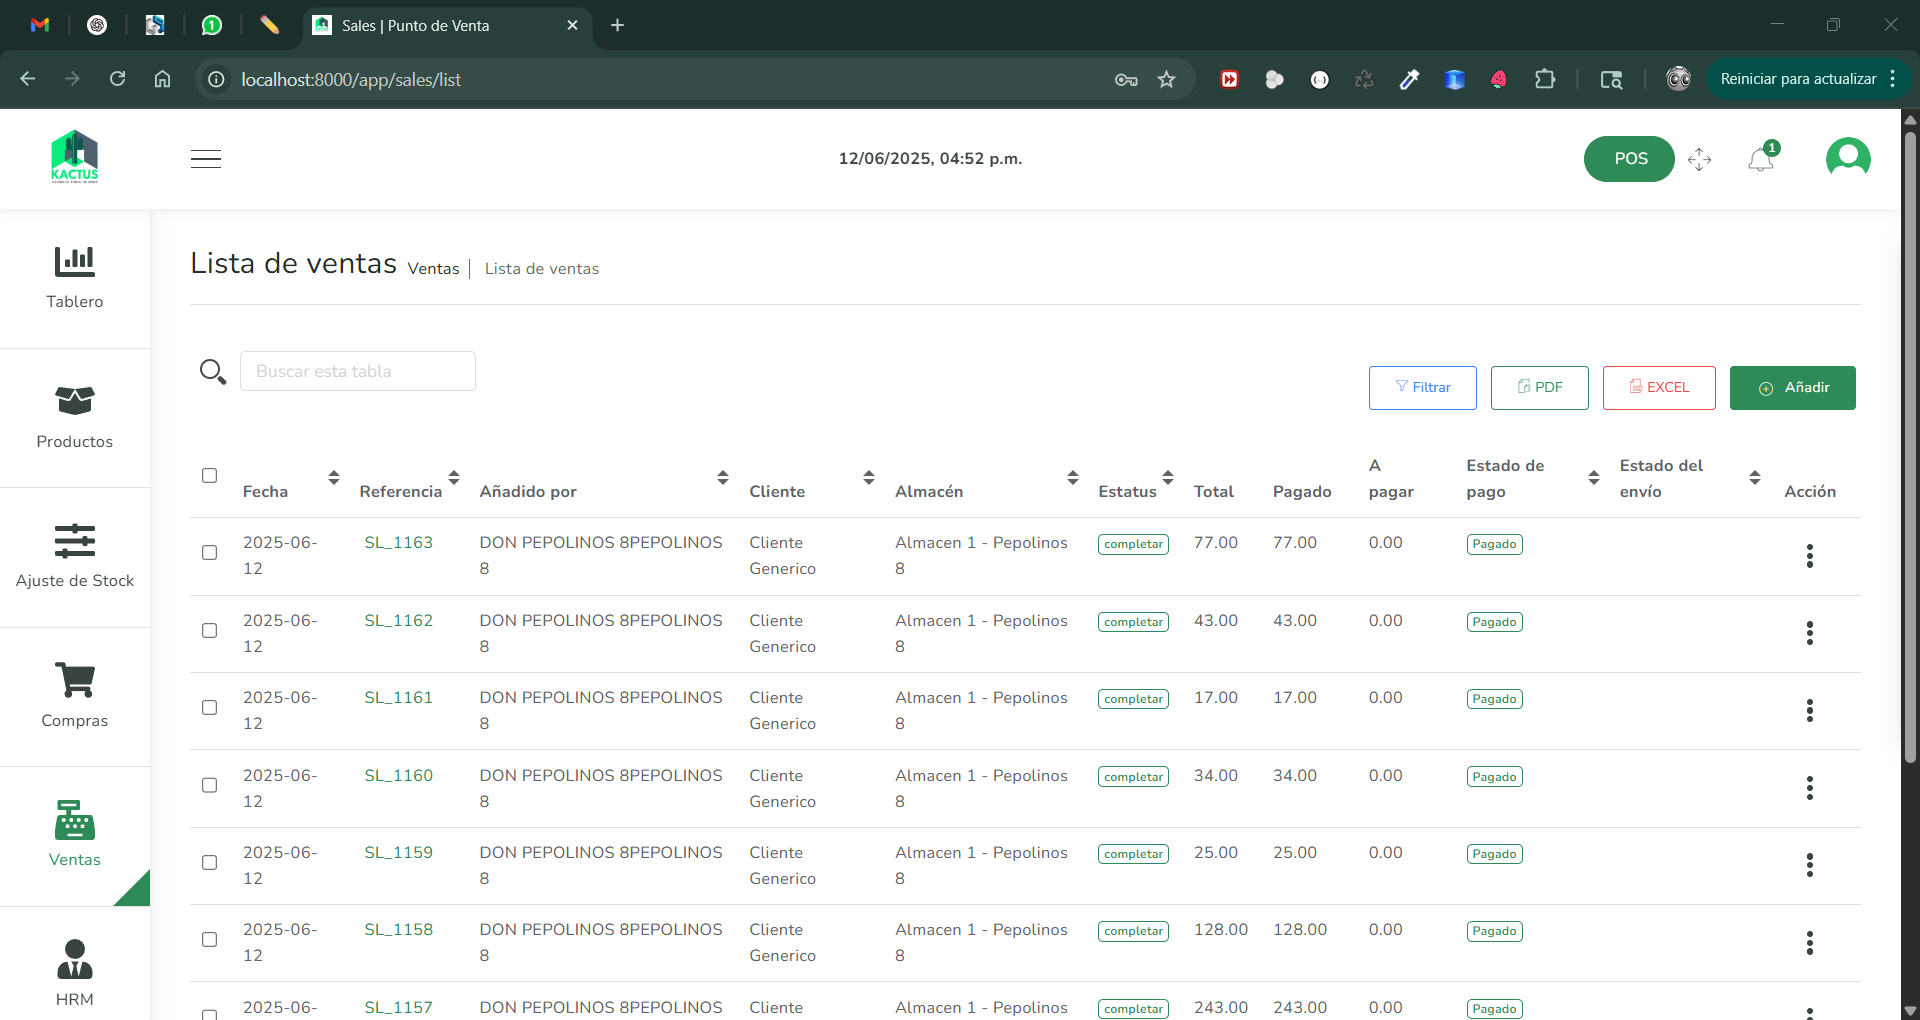 1
Sales | Punto de Venta
localhost:8000/app/sales/list
Reiniciar para actualizar
KACTUS
12/06/2025, 04:52 p.m.
POS
1
Tablero
Productos
Ajuste de Stock
Compras
Ventas
HRM
Lista de ventas Ventas | Lista de ventas
Buscar esta tabla
Filtrar PDF EXCEL Añadir
Fecha Referencia Añadido por Cliente Almacén Estatus Total Pagado A pagar Estado de pago Estado del envío Acción
2025-06- SL_1163 DON PEPOLINOS 8PEPOLINOS Cliente Almacen 1 - Pepolinos completar 77.00 77.00 0.00 Pagado
12 8 Generico 8
2025-06- SL_1162 DON PEPOLINOS 8PEPOLINOS Cliente Almacen 1 - Pepolinos completar 43.00 43.00 0.00 Pagado
12 8 Generico 8
2025-06- SL_1161 DON PEPOLINOS 8PEPOLINOS Cliente Almacen 1 - Pepolinos completar 17.00 17.00 0.00 Pagado
12 8 Generico 8
2025-06- SL_1160 DON PEPOLINOS 8PEPOLINOS Cliente Almacen 1 - Pepolinos completar 34.00 34.00 0.00 Pagado
12 8 Generico 8
2025-06- SL_1159 DON PEPOLINOS 8PEPOLINOS Cliente Almacen 1 - Pepolinos completar 25.00 25.00 0.00 Pagado
12 8 Generico 8
2025-06- SL_1158 DON PEPOLINOS 8PEPOLINOS Cliente Almacen 1 - Pepolinos completar 128.00 128.00 0.00 Pagado
12 8 Generico 8
2025-06- SL_1157 DON PEPOLINOS 8PEPOLINOS Cliente Almacen 1 - Pepolinos completar 243.00 243.00 0.00 Pagado